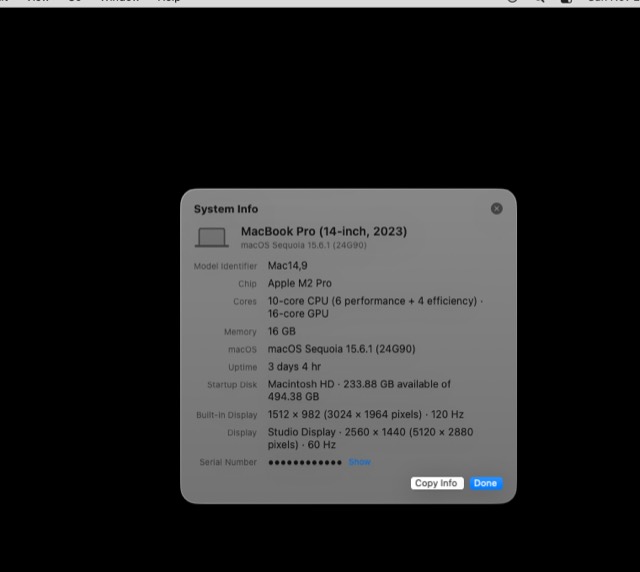 Window Help
System Info
MacBook Pro (14-inch, 2023)
macOS Sequoia 15.6.1 (24G90)
Model Identifier Mac14,9
Chip Apple M2 Pro
Cores 10-core CPU (6 performance + 4 efficiency) ·
16-core GPU
Memory 16 GB
macOS macOS Sequoia 15.6.1 (24G90)
Uptime 3 days 4 hr
Startup Disk Macintosh HD · 233.88 GB available of
494.38 GB
Built-in Display 1512 × 982 (3024 × 1964 pixels) · 120 Hz
Display Studio Display · 2560 × 1440 (5120 × 2880
pixels) · 60 Hz
Serial Number •••••••••••• Show
Copy Info Done